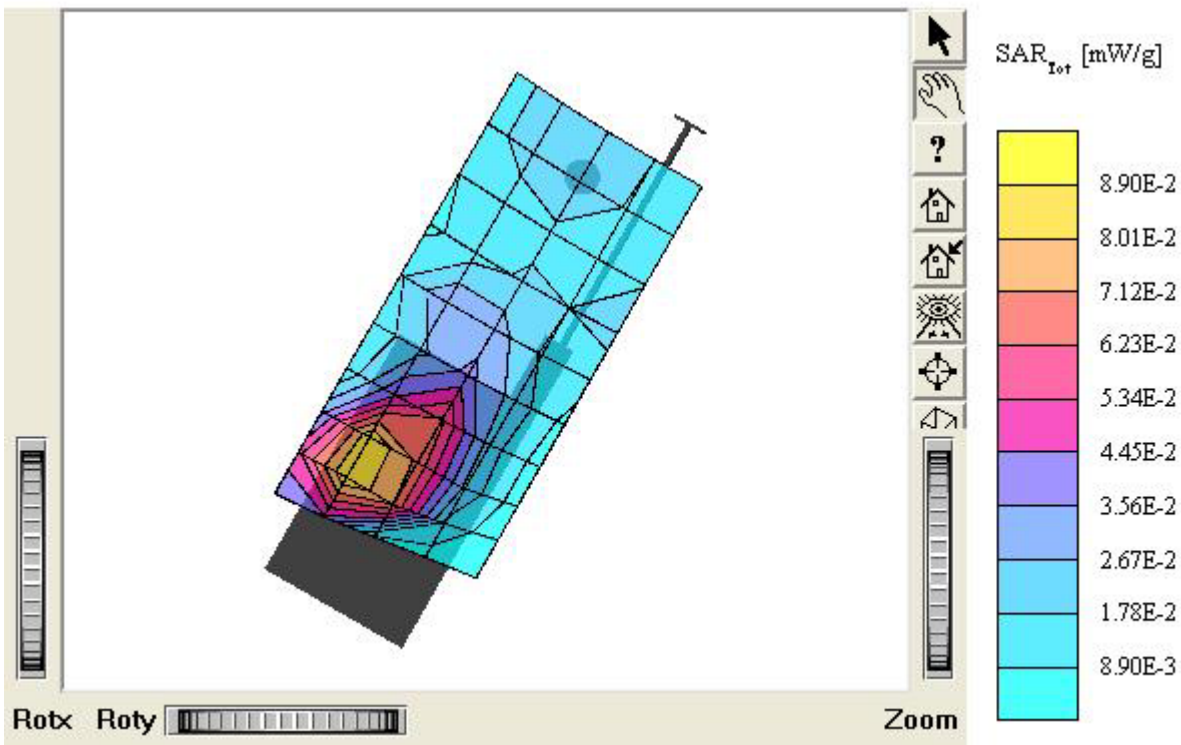 SAR_Tot [mW/g]
?
8.90E-2
8.01E-2
7.12E-2
6.23E-2
5.34E-2
4.45E-2
3.56E-2
2.67E-2
1.78E-2
8.90E-3
Rotx Roty Zoom